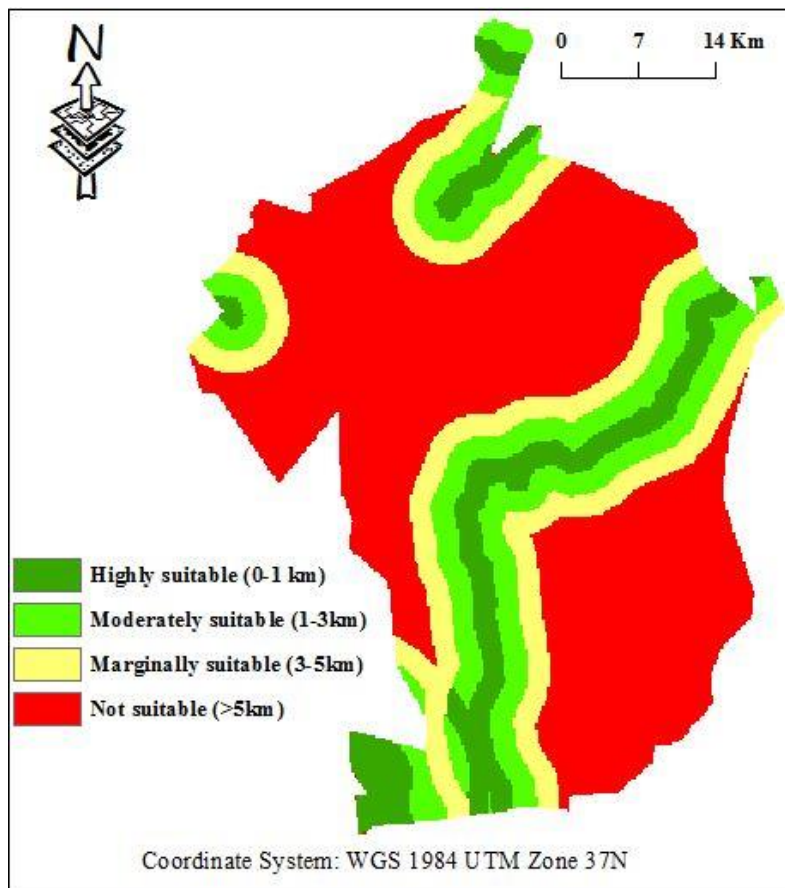 N
0 7 14 Km
Highly suitable (0-1 km)
Moderately suitable (1-3km)
Marginally suitable (3-5km)
Not suitable (>5km)
Coordinate System: WGS 1984 UTM Zone 37N